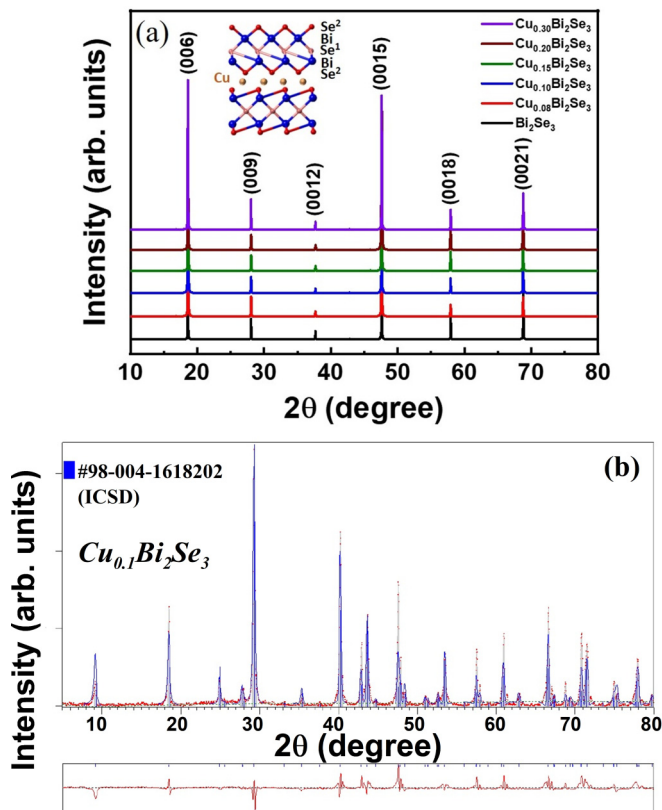 (a)
Se²
Bi
Se¹
Bi
Se²
Cu
Cu₀.₃₀Bi₂Se₃
Cu₀.₂₀Bi₂Se₃
Cu₀.₁₅Bi₂Se₃
Cu₀.₁₀Bi₂Se₃
Cu₀.₀₈Bi₂Se₃
Bi₂Se₃
(006)
(009)
(0012)
(0015)
(0018)
(0021)
Intensity (arb. units)
10 20 30 40 50 60 70 80
2θ (degree)
(b)
#98-004-1618202
(ICSD)
Cu₀.₁Bi₂Se₃
Intensity (arb. units)
10 20 30 40 50 60 70 80
2θ (degree)